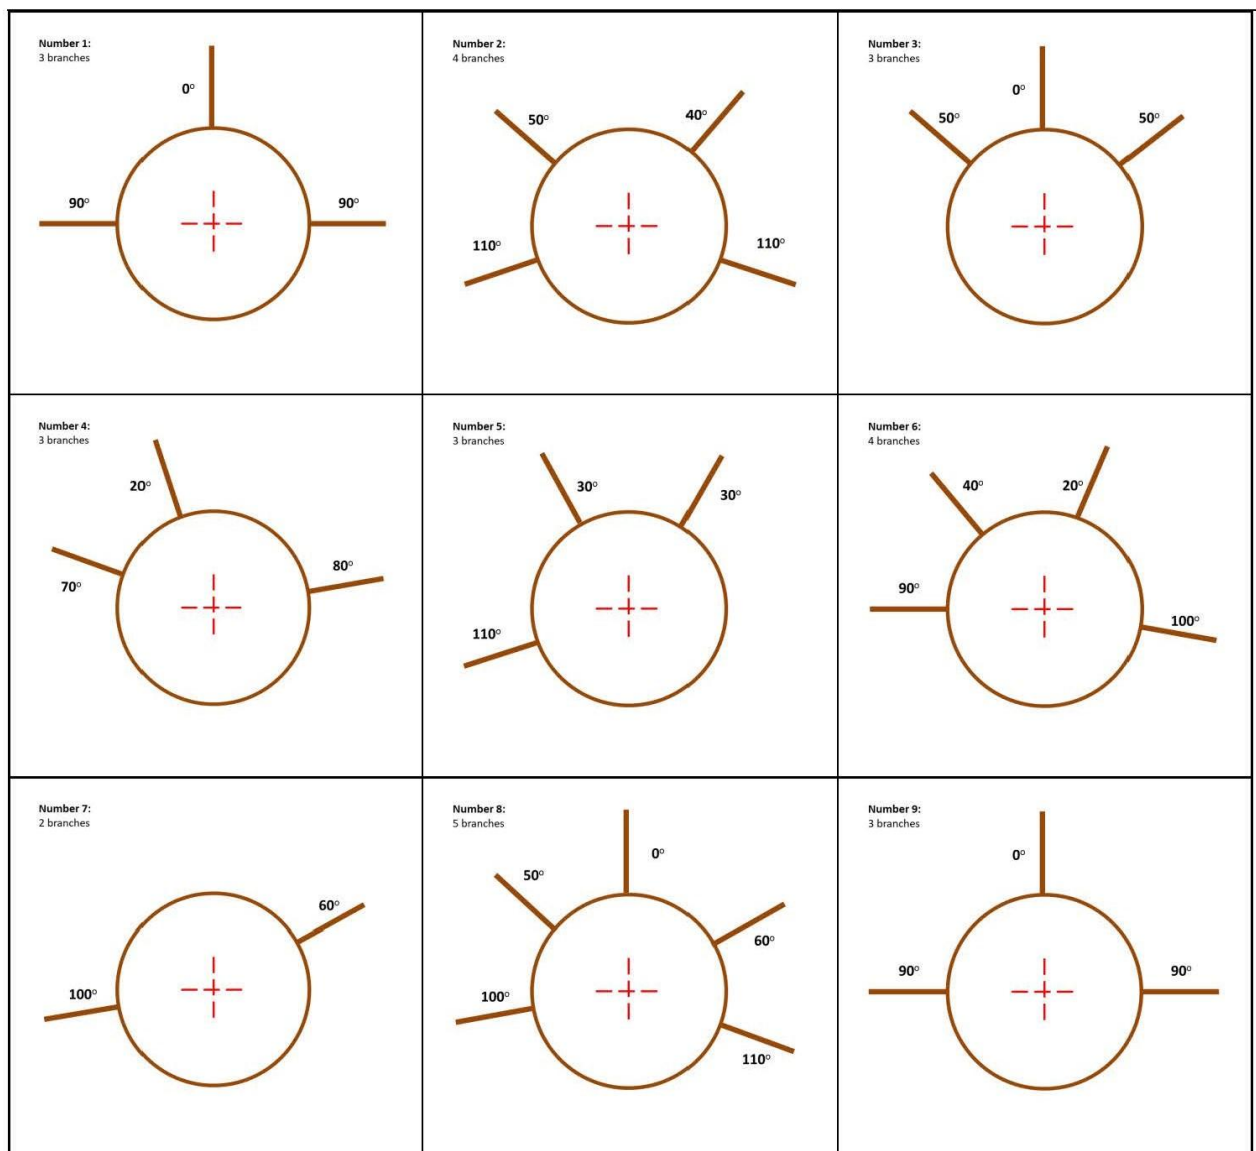 Number 1:
3 branches
0°
90°
90°
Number 2:
4 branches
50°
40°
110°
110°
Number 3:
3 branches
0°
50°
50°
Number 4:
3 branches
20°
80°
70°
Number 5:
3 branches
30°
30°
110°
Number 6:
4 branches
40°
20°
90°
100°
Number 7:
2 branches
60°
100°
Number 8:
5 branches
0°
50°
60°
100°
110°
Number 9:
3 branches
0°
90°
90°